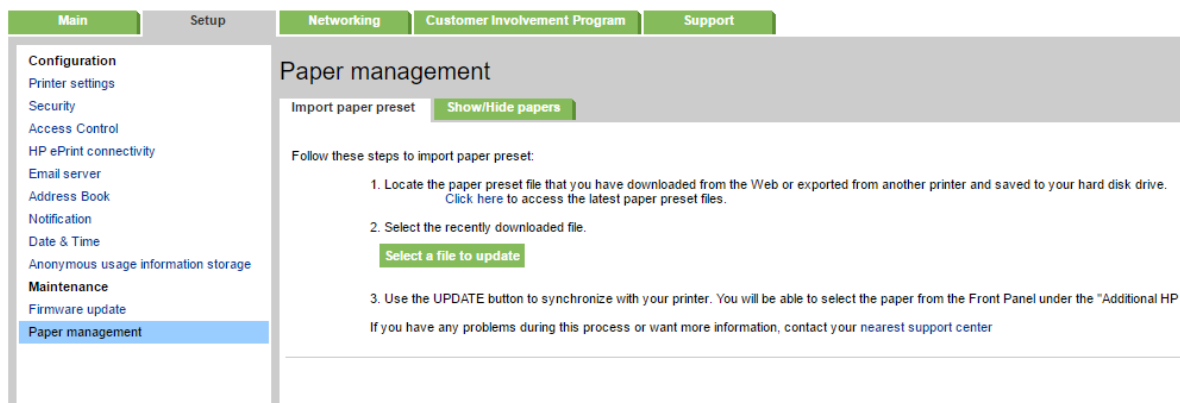 Main
Setup
Networking
Customer Involvement Program
Support
Configuration
Printer settings
Security
Access Control
HP ePrint connectivity
Email server
Address Book
Notification
Date & Time
Anonymous usage information storage
Maintenance
Firmware update
Paper management
Paper management
Import paper preset
Show/Hide papers
Follow these steps to import paper preset:
1. Locate the paper preset file that you have downloaded from the Web or exported from another printer and saved to your hard disk drive.
Click here to access the latest paper preset files.
2. Select the recently downloaded file.
Select a file to update
3. Use the UPDATE button to synchronize with your printer. You will be able to select the paper from the Front Panel under the "Additional HP
If you have any problems during this process or want more information, contact your nearest support center